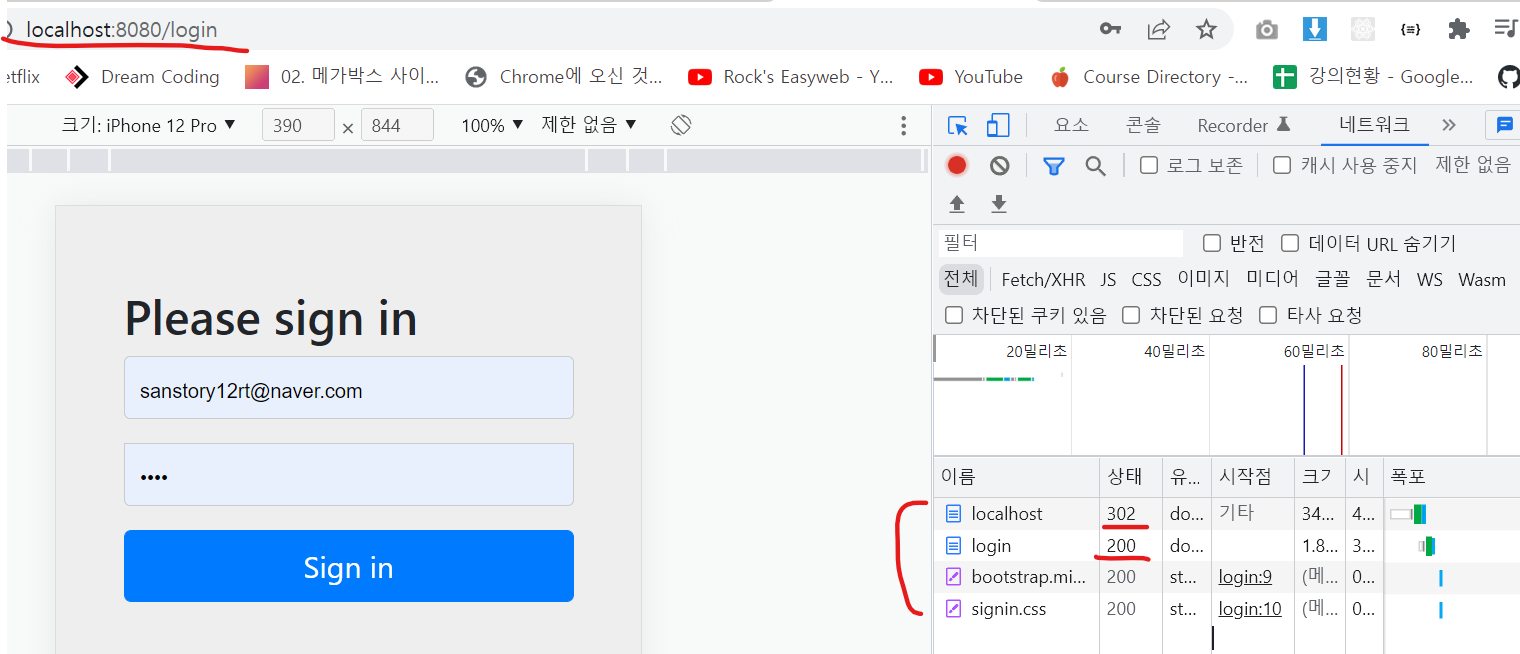 localhost:8080/login
etflix Dream Coding 02. 메가박스 사이... Chrome에 오신 것... Rock's Easyweb - Y... YouTube Course Directory -... 강의현황 - Google...
크기: iPhone 12 Pro ▼ 390 × 844 100% ▼ 제한 없음 ▼
요소 콘솔 Recorder 네트워크 »
로그 보존 캐시 사용 중지 제한 없음
필터 반전 데이터 URL 숨기기
전체 Fetch/XHR JS CSS 이미지 미디어 글꼴 문서 WS Wasm
차단된 쿠키 있음 차단된 요청 타사 요청
20밀리초 40밀리초 60밀리초 80밀리초
이름 상태 유... 시작점 크기 시 폭포
localhost 302 do... 기타 34... 4...
login 200 do... 1.8... 3...
bootstrap.mi... 200 st... login:9 (메... 0...
signin.css 200 st... login:10 (메... 0...
Please sign in
sanstory12rt@naver.com
••••
Sign in